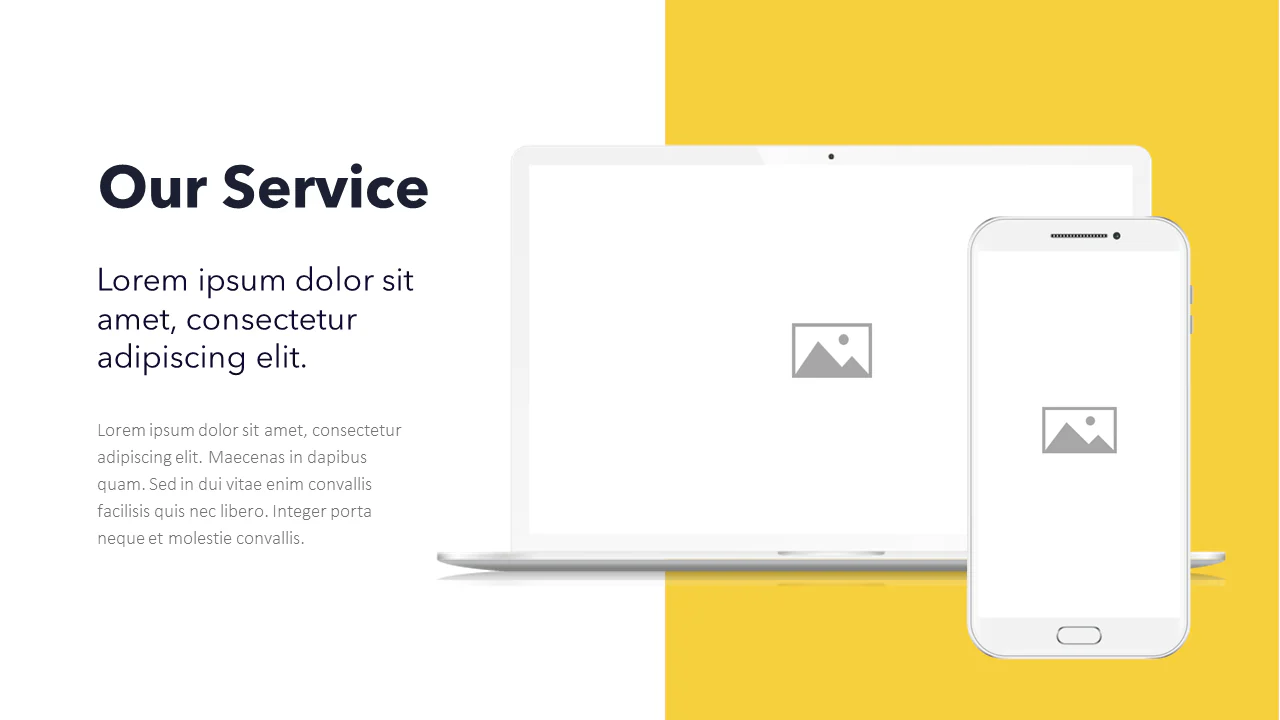 Our Service
Lorem ipsum dolor sit
amet, consectetur
adipiscing elit.
Lorem ipsum dolor sit amet, consectetur
adipiscing elit. Maecenas in dapibus
quam. Sed in dui vitae enim convallis
facilisis quis nec libero. Integer porta
neque et molestie convallis.